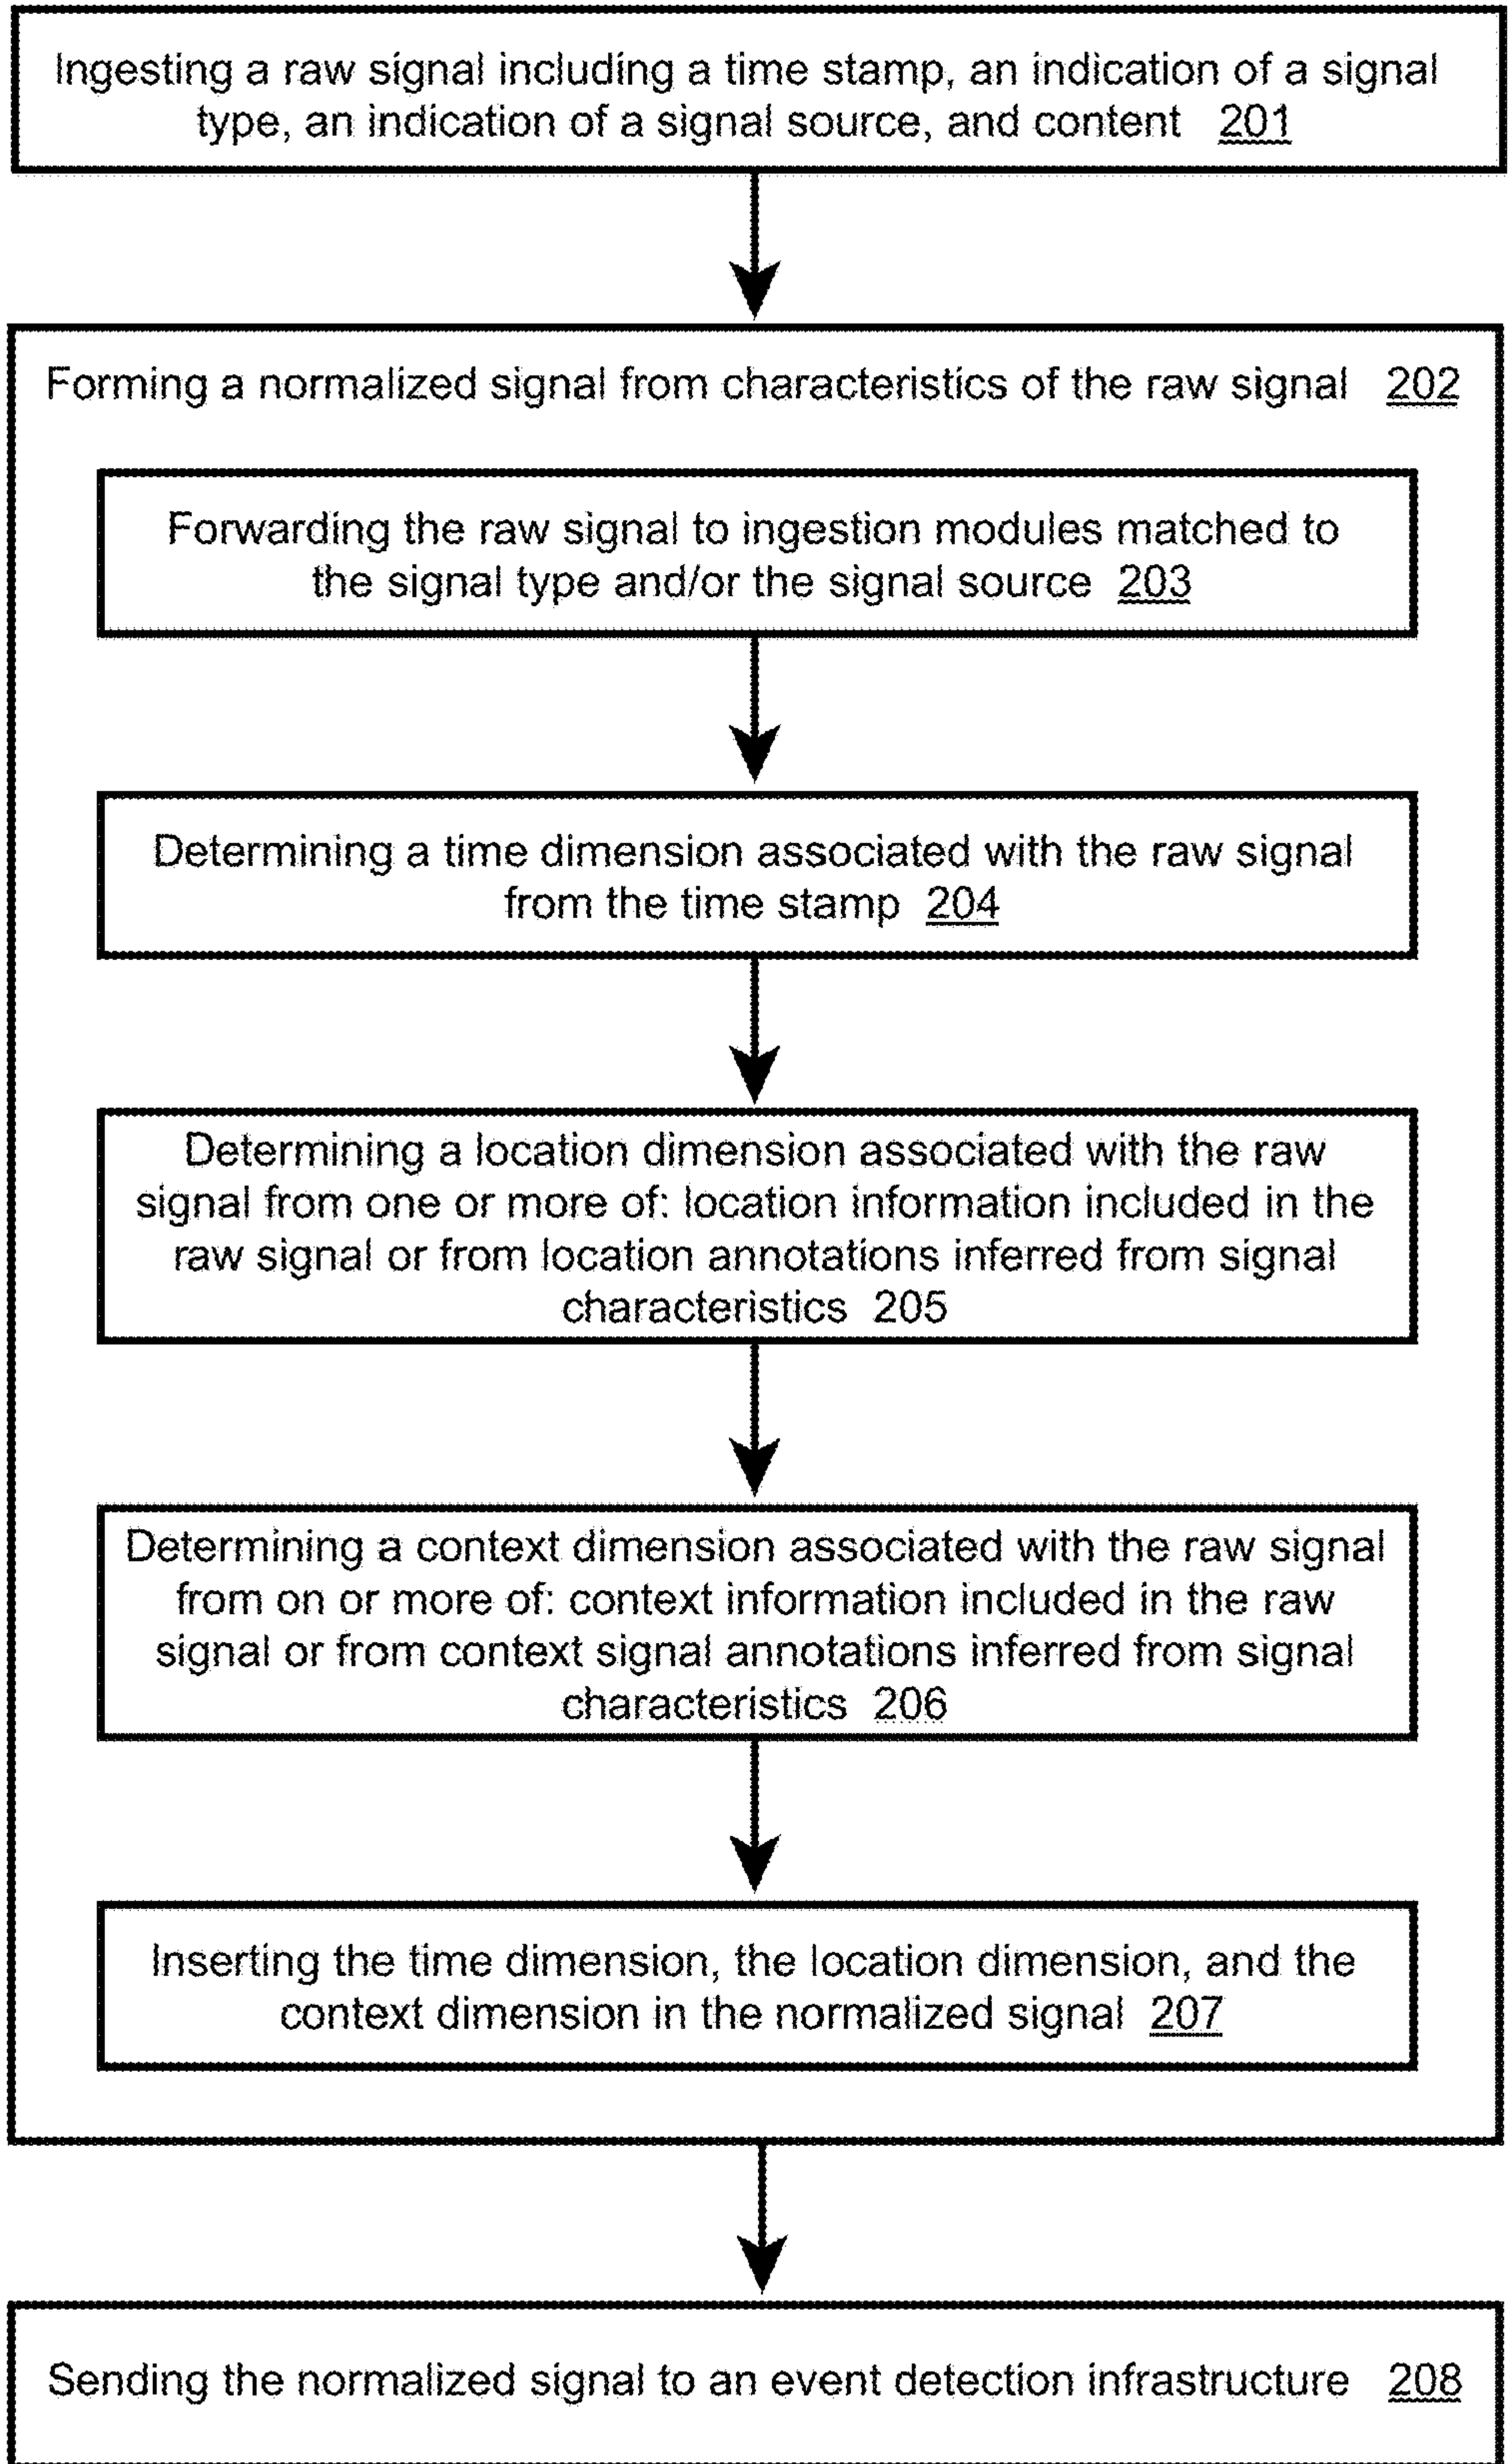 Ingesting a raw signal including a time stamp, an indication of a signal
type, an indication of a signal source, and content 201
Forming a normalized signal from characteristics of the raw signal 202
Forwarding the raw signal to ingestion modules matched to
the signal type and/or the signal source 203
Determining a time dimension associated with the raw signal
from the time stamp 204
Determining a location dimension associated with the raw
signal from one or more of: location information included in the
raw signal or from location annotations inferred from signal
characteristics 205
Determining a context dimension associated with the raw signal
from on or more of: context information included in the raw
signal or from context signal annotations inferred from signal
characteristics 206
Inserting the time dimension, the location dimension, and the
context dimension in the normalized signal 207
Sending the normalized signal to an event detection infrastructure 208